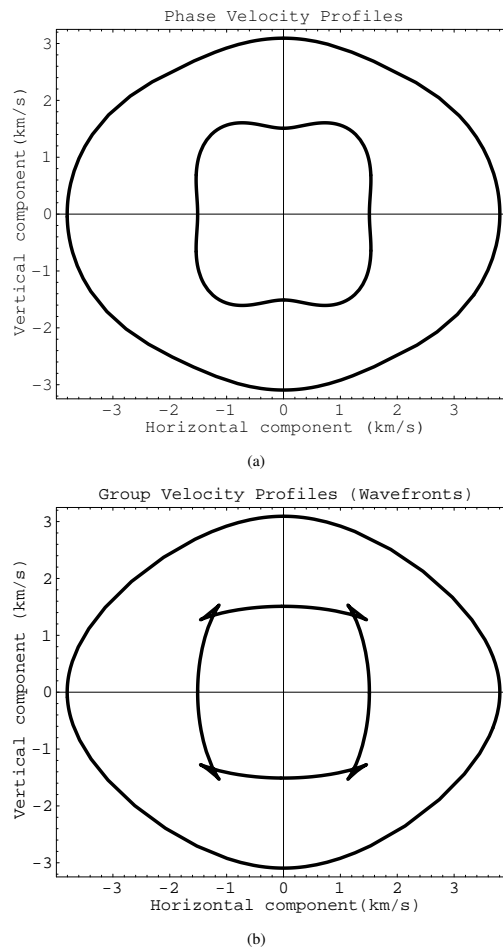 Phase Velocity Profiles
3
2
1
0
-1
-2
-3
Vertical component(km/s)
-3 -2 -1 0 1 2 3
Horizontal component (km/s)
(a)
Group Velocity Profiles (Wavefronts)
3
2
1
0
-1
-2
-3
Vertical component (km/s)
-3 -2 -1 0 1 2 3
Horizontal component(km/s)
(b)